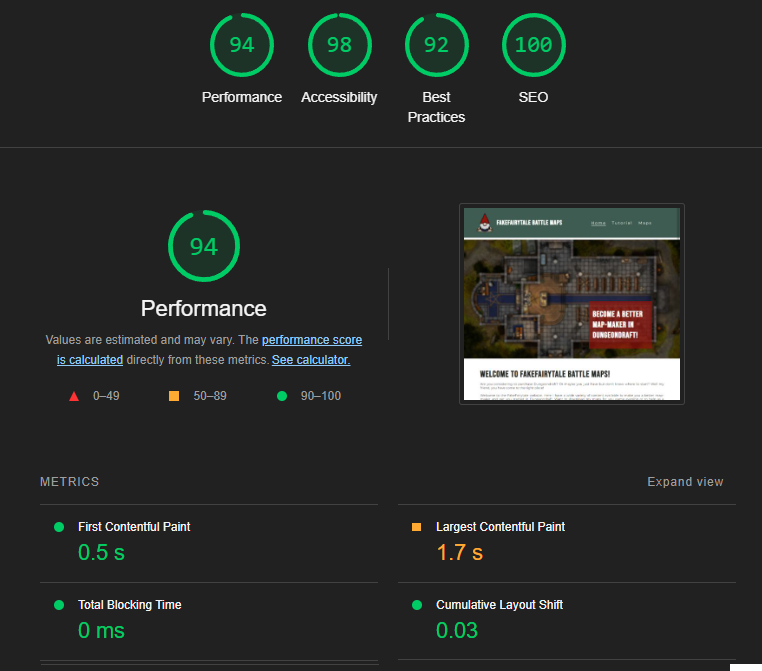 94
98
92
100
Performance
Accessibility
Best
Practices
SEO
94
Performance
Values are estimated and may vary. The performance score
is calculated directly from these metrics. See calculator.
0–49
50–89
90–100
FAKEFAIRYTALE BATTLE MAPS
Home Tutorial Maps
BECOME A BETTER
MAP-MAKER IN
DUNGEONDRAFT!
WELCOME TO FAKEFAIRYTALE BATTLE MAPS!
METRICS
Expand view
First Contentful Paint
0.5 s
Largest Contentful Paint
1.7 s
Total Blocking Time
0 ms
Cumulative Layout Shift
0.03